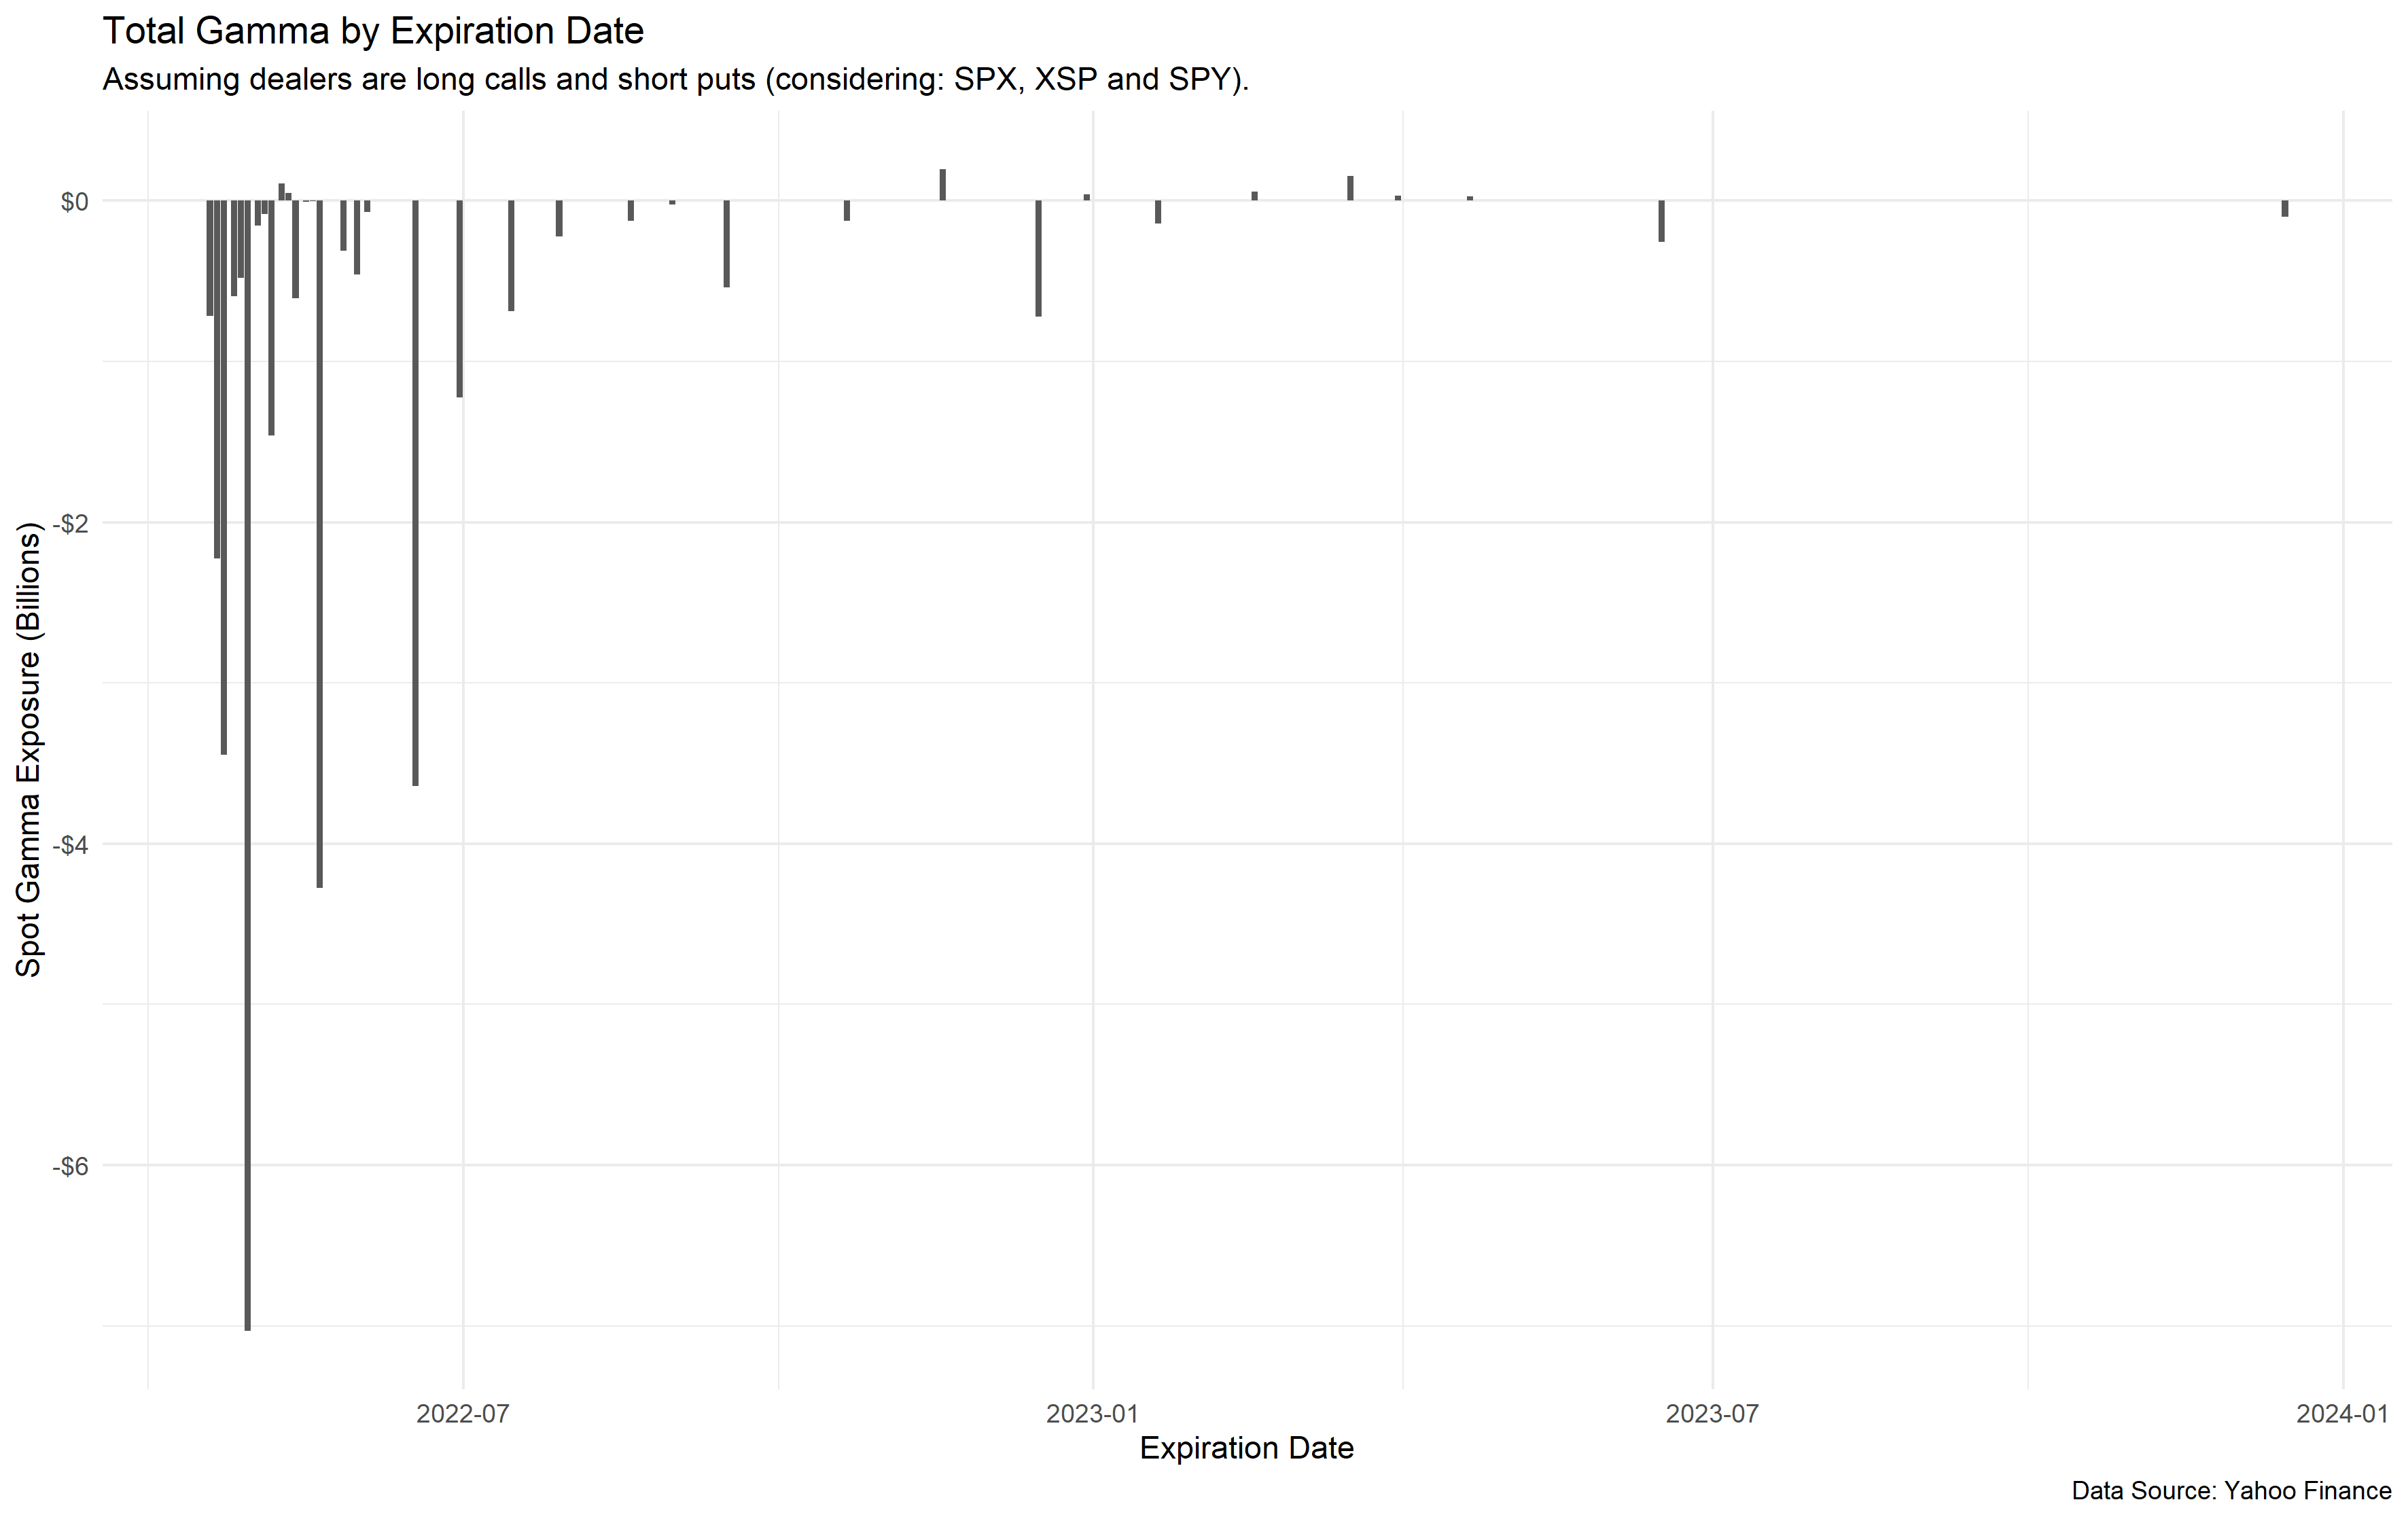 Total Gamma by Expiration Date
Assuming dealers are long calls and short puts (considering: SPX, XSP and SPY).
Spot Gamma Exposure (Billions)
$0
-$2
-$4
-$6
2022-07
2023-01
2023-07
2024-01
Expiration Date
Data Source: Yahoo Finance